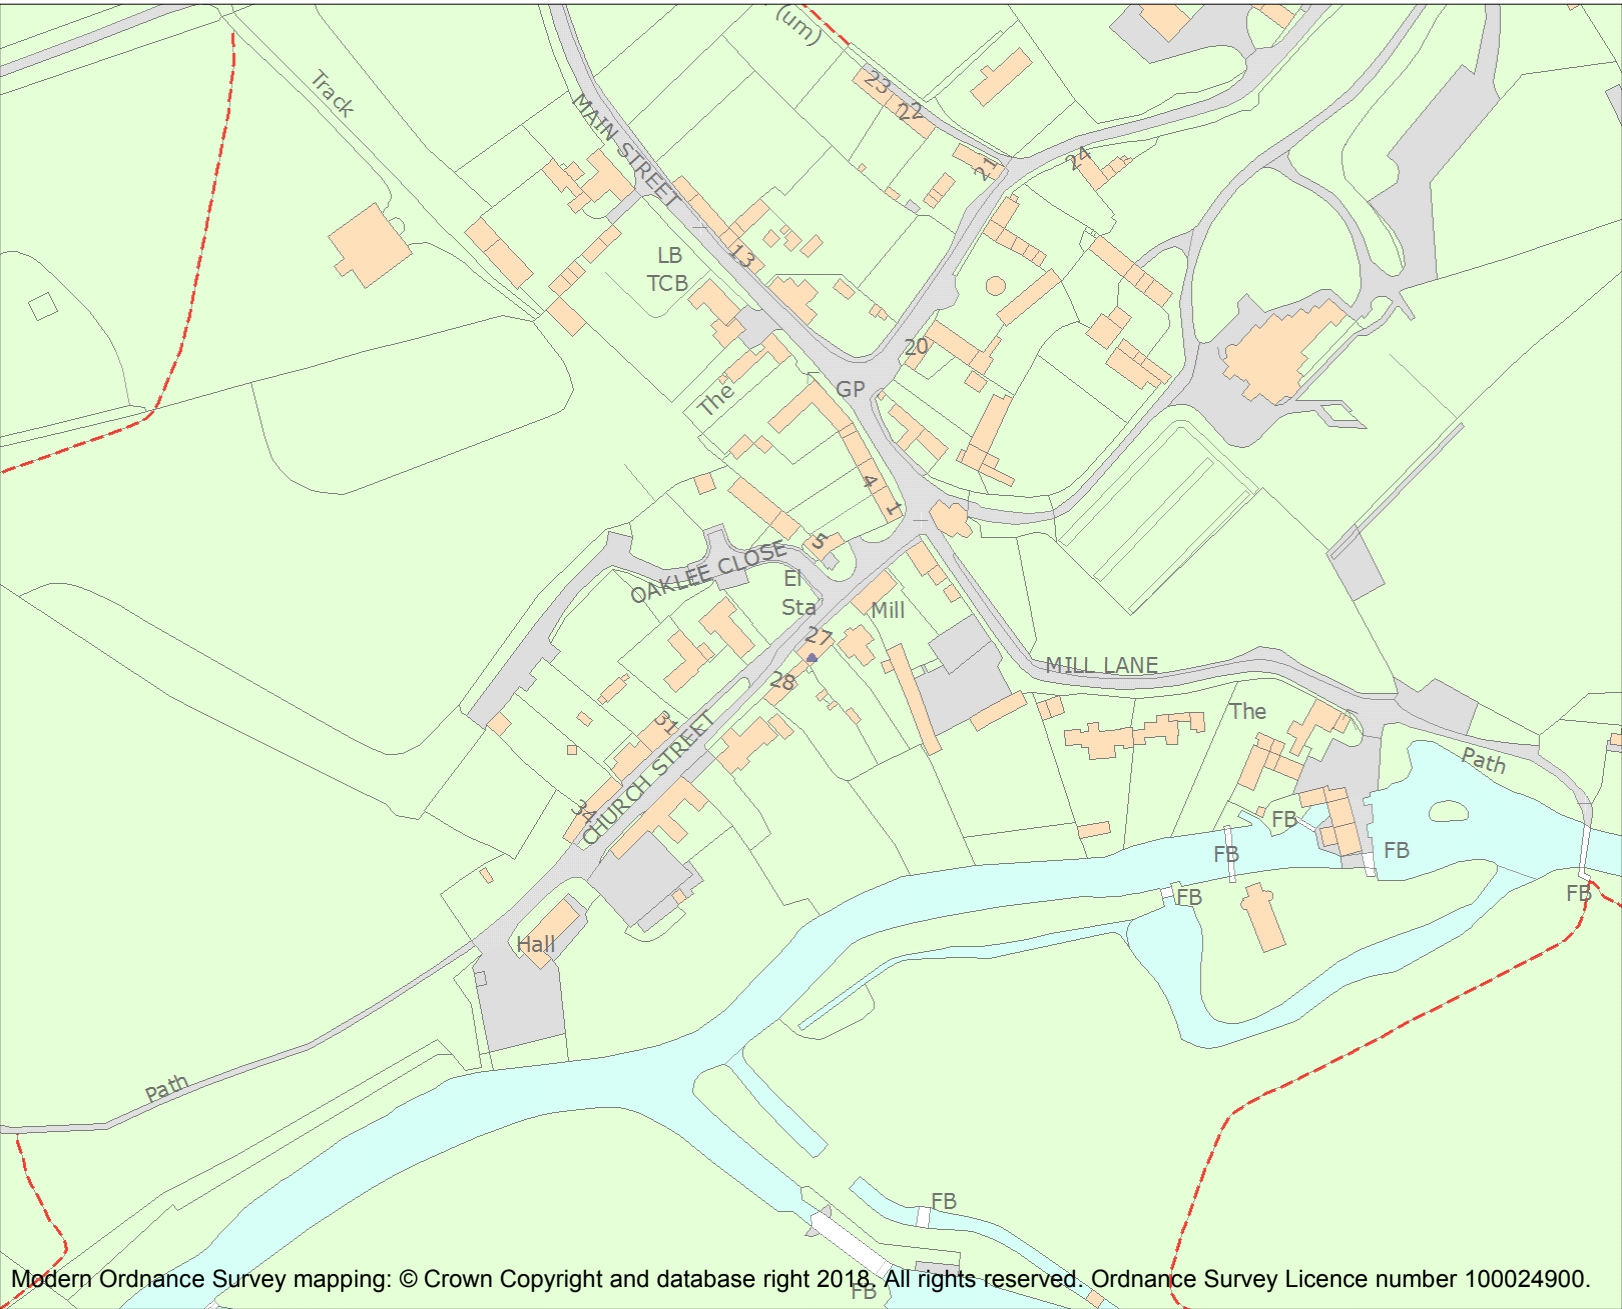 (um)
Track
23
22
MAIN STREET
21
24
LB
TCB
13
20
GP
The
4
1
5
OAKLEE CLOSE
El
Sta
Mill
27
28
MILL LANE
31
The
CHURCH STREET
34
Path
FB
FB
FB
FB
FB
Hall
Path
FB
FB
Modern Ordnance Survey mapping: © Crown Copyright and database right 2018. All rights reserved. Ordnance Survey Licence number 100024900.